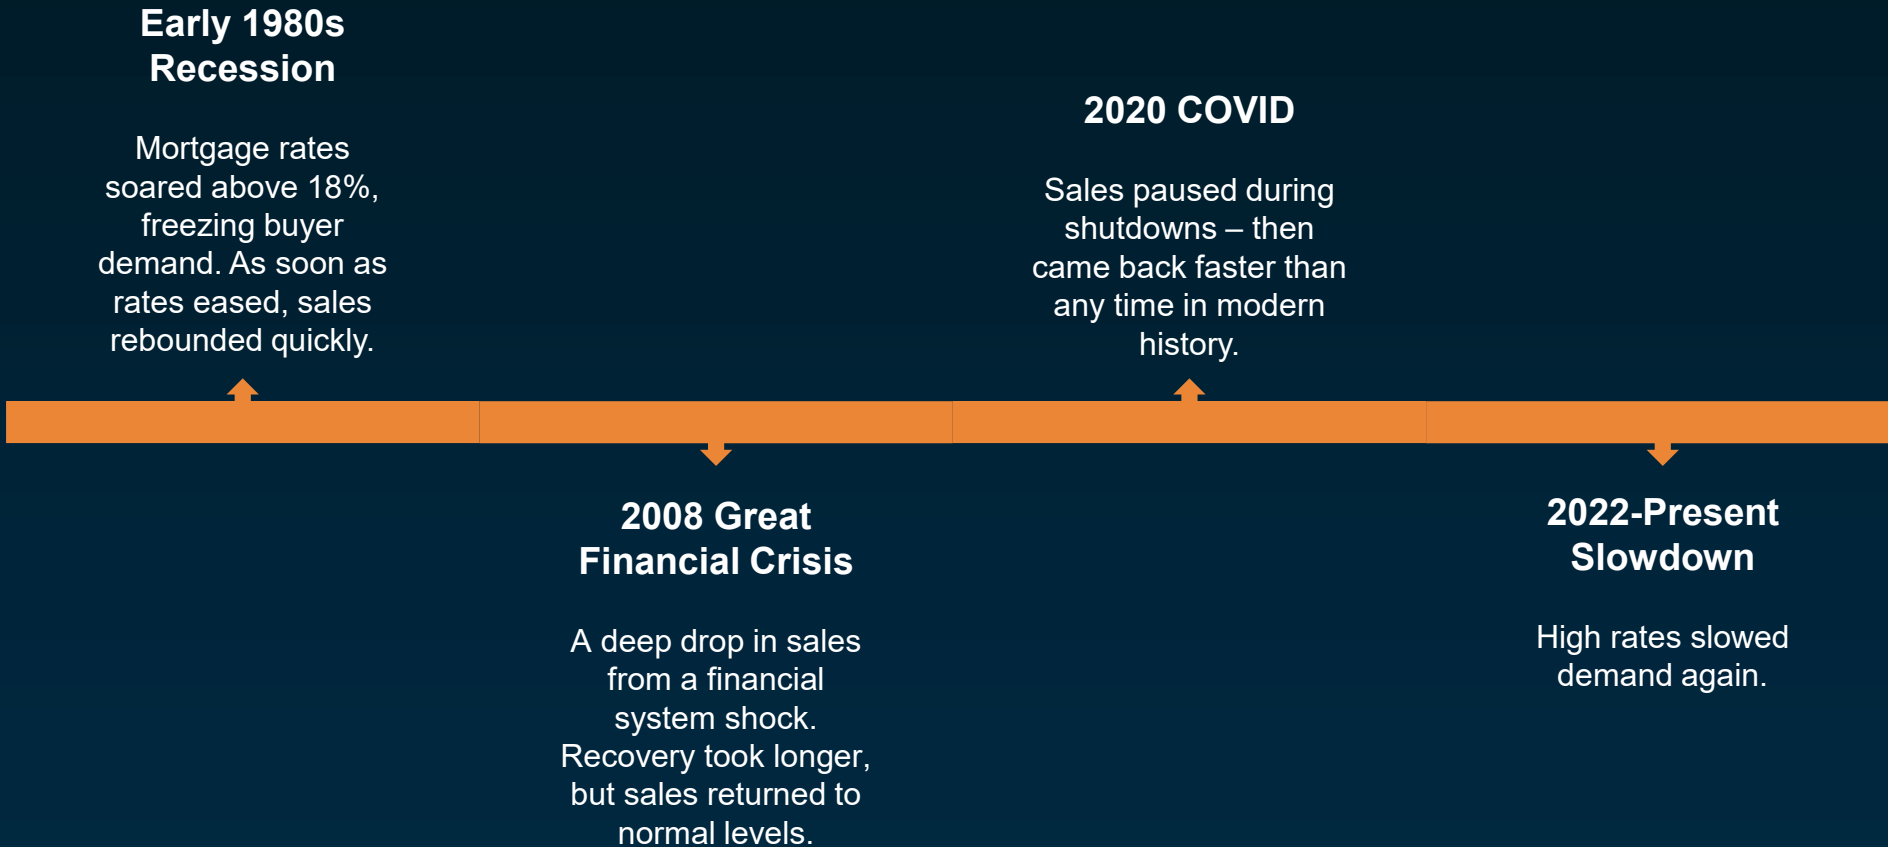 Early 1980s
Recession
Mortgage rates
soared above 18%,
freezing buyer
demand. As soon as
rates eased, sales
rebounded quickly.
2008 Great
Financial Crisis
A deep drop in sales
from a financial
system shock.
Recovery took longer,
but sales returned to
normal levels.
2020 COVID
Sales paused during
shutdowns – then
came back faster than
any time in modern
history.
2022-Present
Slowdown
High rates slowed
demand again.